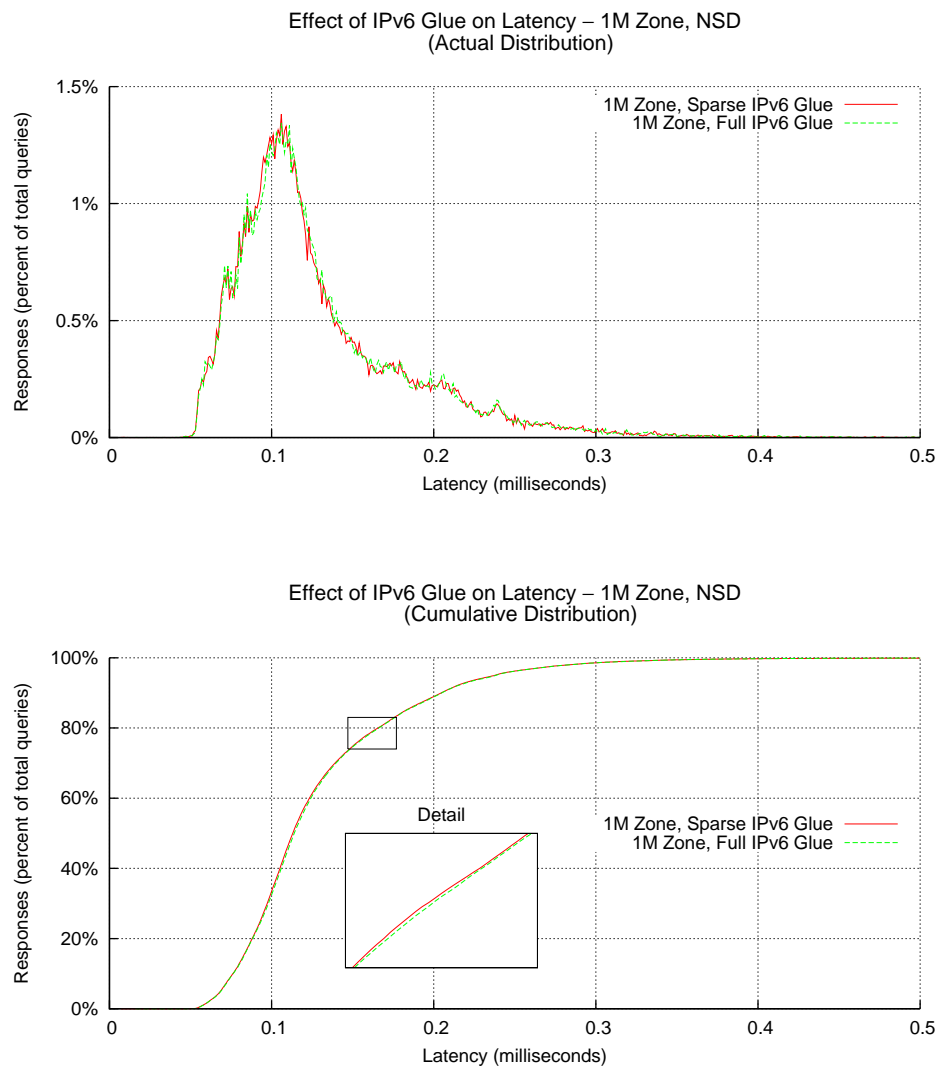 Effect of IPv6 Glue on Latency – 1M Zone, NSD
(Actual Distribution)
1.5%
1%
0.5%
0%
Responses (percent of total queries)
1M Zone, Sparse IPv6 Glue
1M Zone, Full IPv6 Glue
0 0.1 0.2 0.3 0.4 0.5
Latency (milliseconds)
Effect of IPv6 Glue on Latency – 1M Zone, NSD
(Cumulative Distribution)
100%
80%
60%
40%
20%
0%
Responses (percent of total queries)
Detail
1M Zone, Sparse IPv6 Glue
1M Zone, Full IPv6 Glue
0 0.1 0.2 0.3 0.4 0.5
Latency (milliseconds)